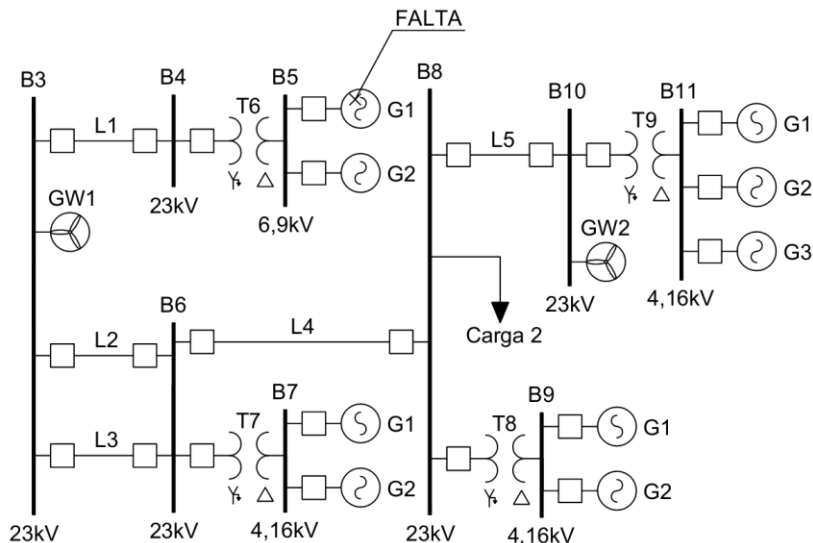 FALTA
B3
B4
B5
B8
B10
B11
T6
G1
T9
G1
L1
L5
G2
G2
GW1
23kV
6,9kV
GW2
G3
B6
23kV
4,16kV
L4
Carga 2
L2
B7
B9
T7
G1
T8
G1
L3
G2
G2
23kV
23kV
4,16kV
23kV
4,16kV